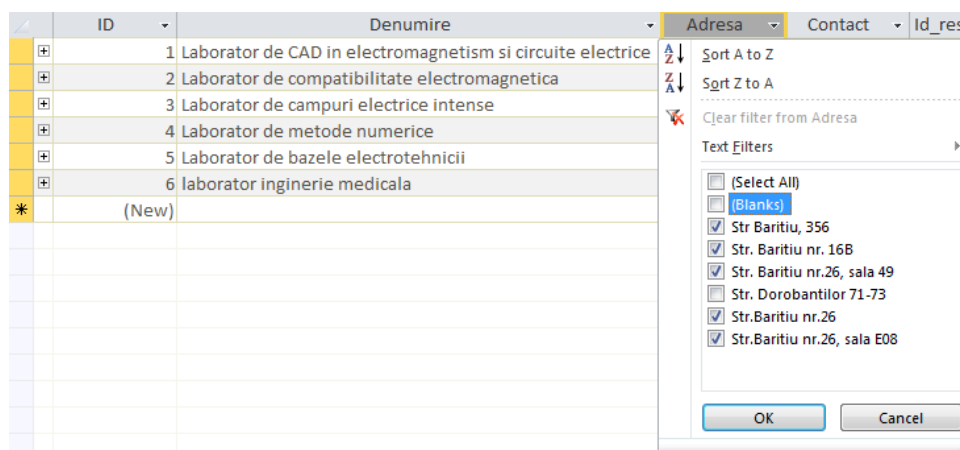 ID Denumire Adresa Contact Id_res
1 Laborator de CAD in electromagnetism si circuite electrice
2 Laborator de compatibilitate electromagnetica
3 Laborator de campuri electrice intense
4 Laborator de metode numerice
5 Laborator de bazele electrotehnicii
6 laborator inginerie medicala
(New)
Sort A to Z
Sort Z to A
Clear filter from Adresa
Text Filters
(Select All)
(Blanks)
Str Baritiu, 356
Str. Baritiu nr. 16B
Str. Baritiu nr.26, sala 49
Str. Dorobantilor 71-73
Str.Baritiu nr.26
Str.Baritiu nr.26, sala E08
OK Cancel